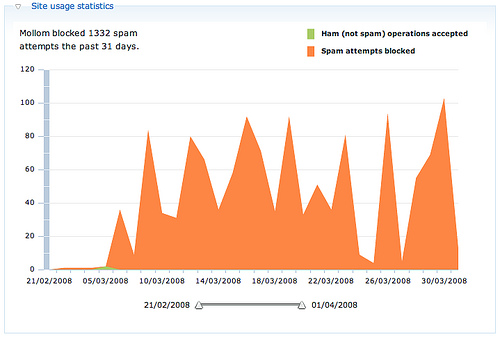 Site usage statistics
Mollom blocked 1332 spam
attempts the past 31 days.
Ham (not spam) operations accepted
Spam attempts blocked
120
100
80
60
40
20
0
21/02/2008 05/03/2008 10/03/2008 14/03/2008 18/03/2008 22/03/2008 26/03/2008 30/03/2008
21/02/2008 01/04/2008